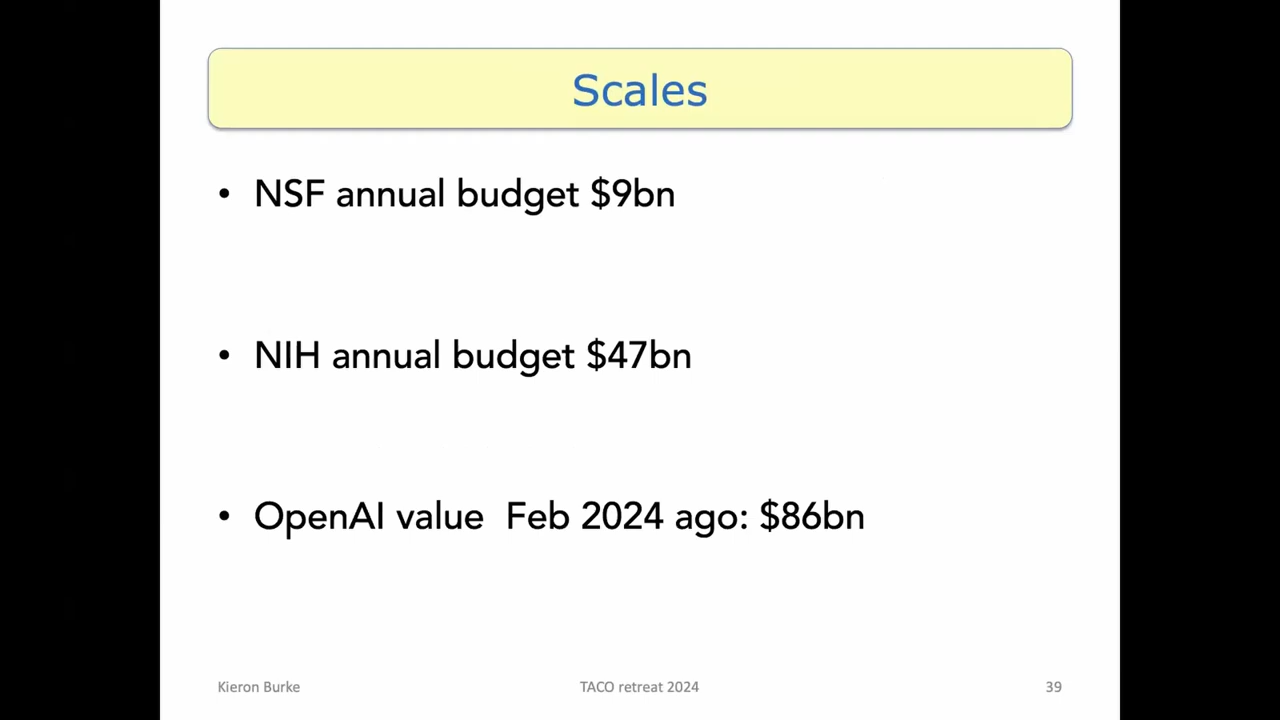 Scales
• NSF annual budget $9bn
• NIH annual budget $47bn
• OpenAI value  Feb 2024 ago: $86bn
Kieron Burke
TACO retreat 2024
39